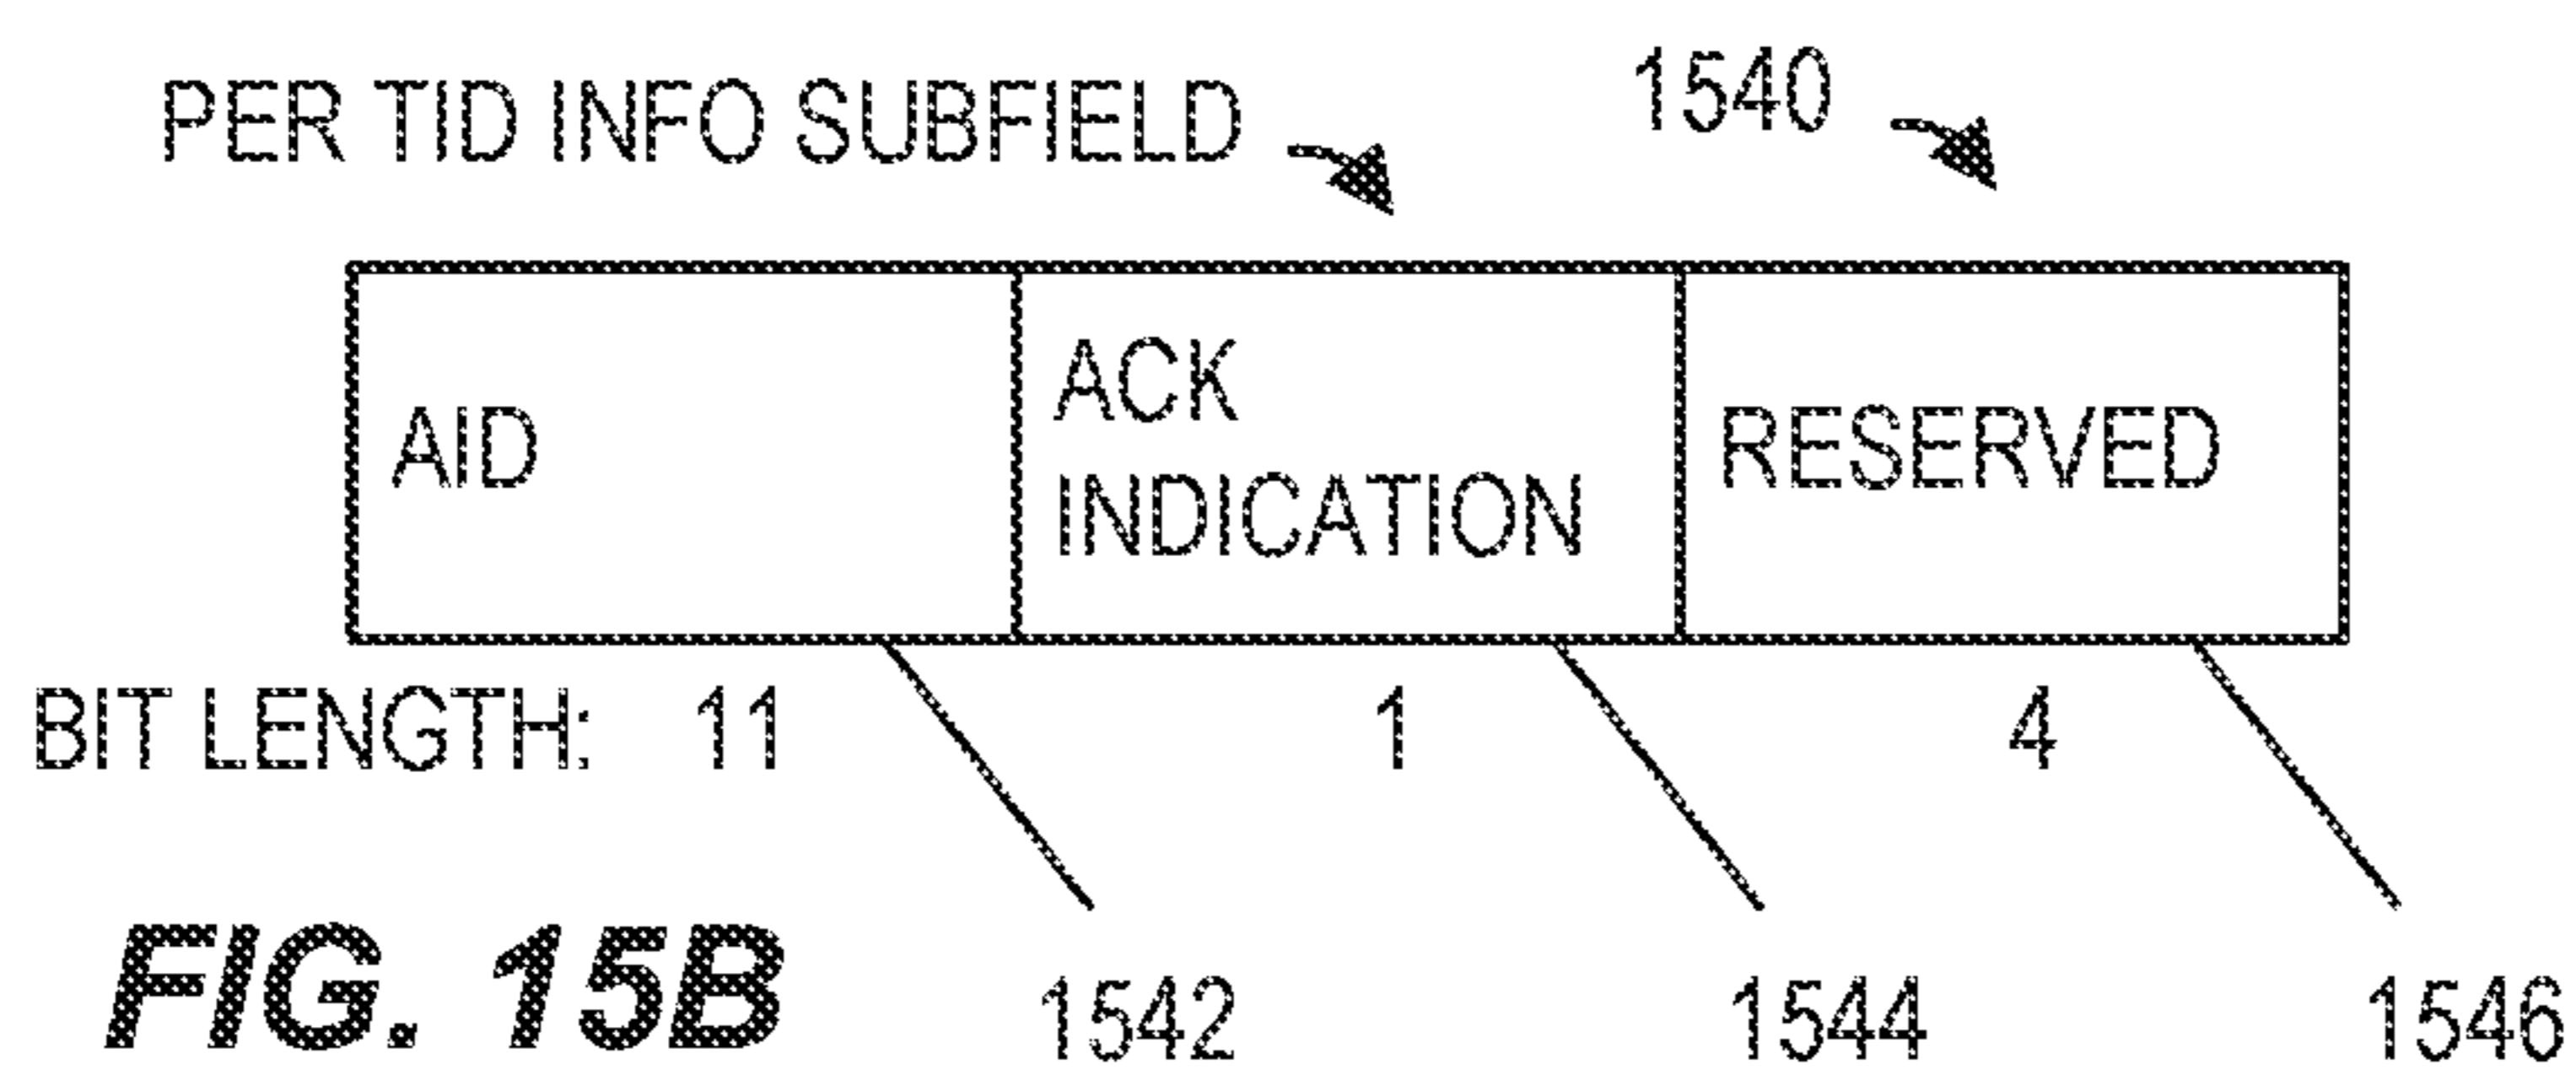 PER TID INFO SUBFIELD 1540
AID
ACK
INDICATION
RESERVED
BIT LENGTH: 11 1 4
FIG. 15B
1542 1544 1546